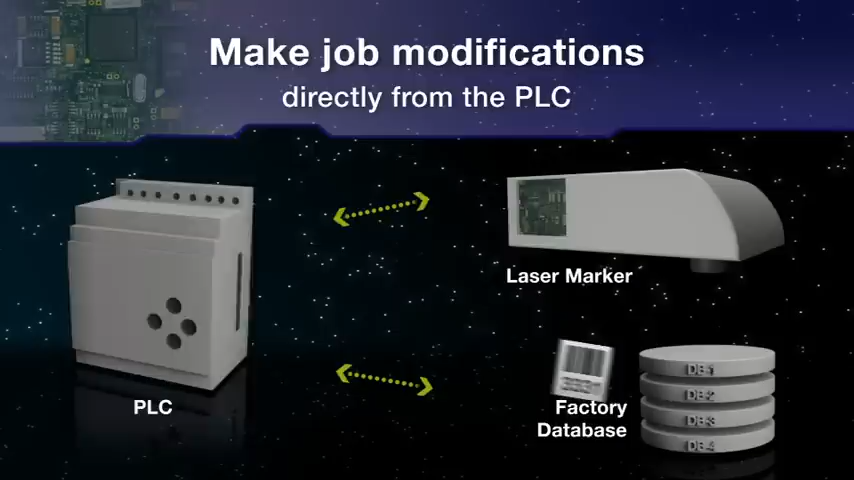 Make job modifications
directly from the PLC
Laser Marker
PLC
Factory
Database
DB:1
DB:2
DB:3
DB:4